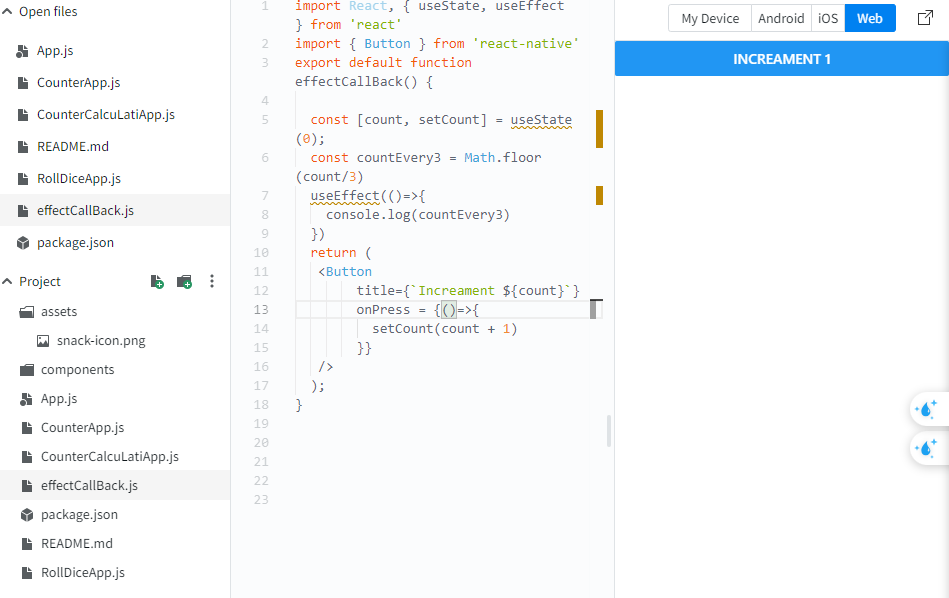 Open files
App.js
CounterApp.js
CounterCalcuLatiApp.js
README.md
RollDiceApp.js
effectCallBack.js
package.json
Project
assets
snack-icon.png
components
App.js
CounterApp.js
CounterCalcuLatiApp.js
effectCallBack.js
package.json
README.md
RollDiceApp.js
1 import React, { useState, useEffect
} from 'react'
2 import { Button } from 'react-native'
3 export default function
effectCallBack() {
4
5 const [count, setCount] = useState
(0);
6 const countEvery3 = Math.floor
(count/3)
7 useEffect(()=>{
8 console.log(countEvery3)
9 })
10 return (
11 <Button
12 title={`Increament ${count}`}
13 onPress = {()=>{
14 setCount(count + 1)
15 }}
16 />
17 );
18 }
19
20
21
22
23
My Device Android iOS Web
INCREAMENT 1